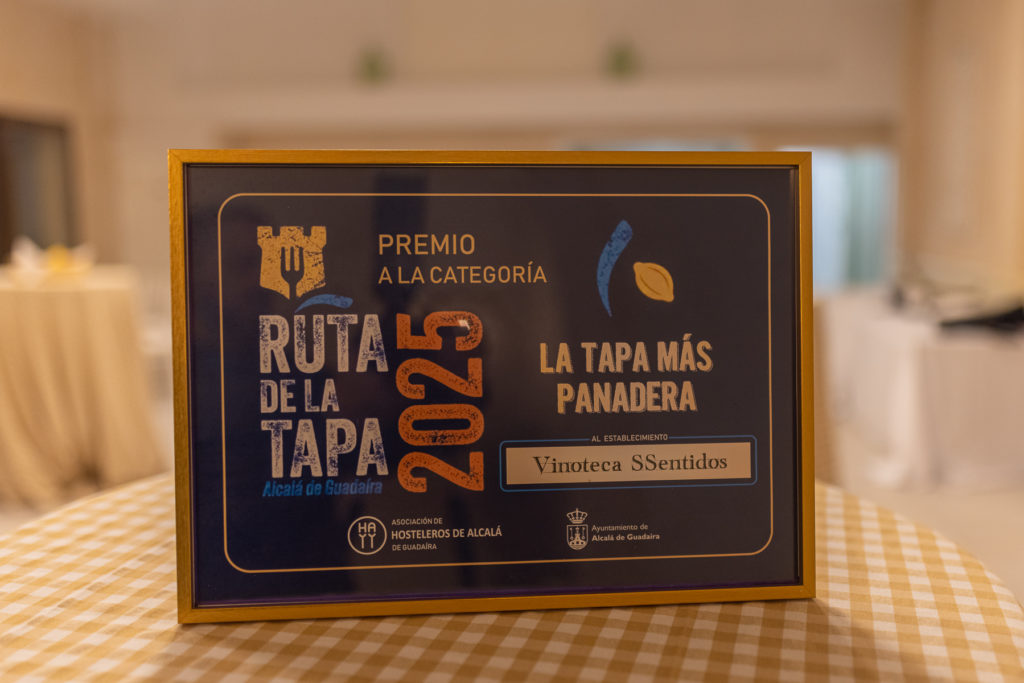 PREMIO
A LA CATEGORÍA
RUTA
DE LA
TAPA
Alcalá de Guadaíra
2025
LA TAPA MÁS
PANADERA
AL ESTABLECIMIENTO
Vinoteca SSentidos
HA
ASOCIACIÓN DE
HOSTELEROS DE ALCALÁ
DE GUADAÍRA
Ayuntamiento de
Alcalá de Guadaíra